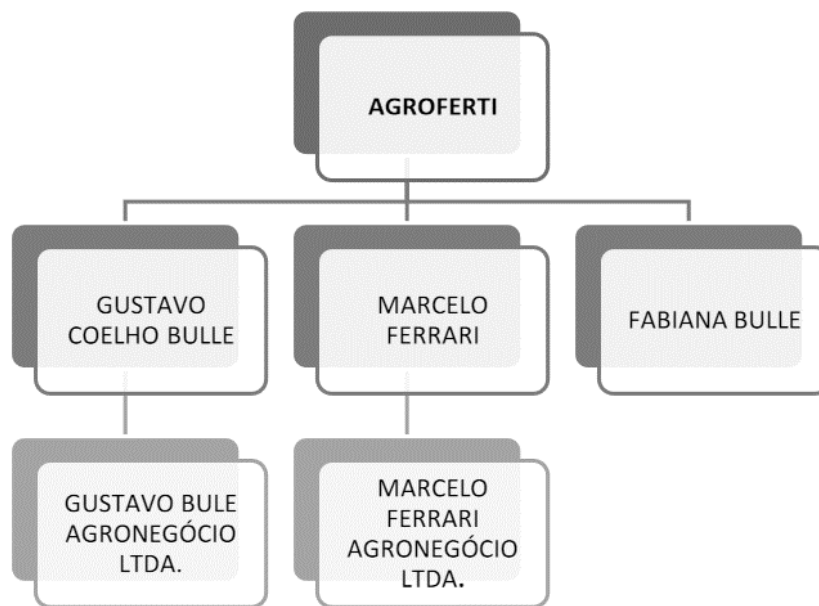 AGROFERTI
GUSTAVO
COELHO BULLE
MARCELO
FERRARI
FABIANA BULLE
GUSTAVO BULE
AGRONEGÓCIO
LTDA.
MARCELO
FERRARI
AGRONEGÓCIO
LTDA.